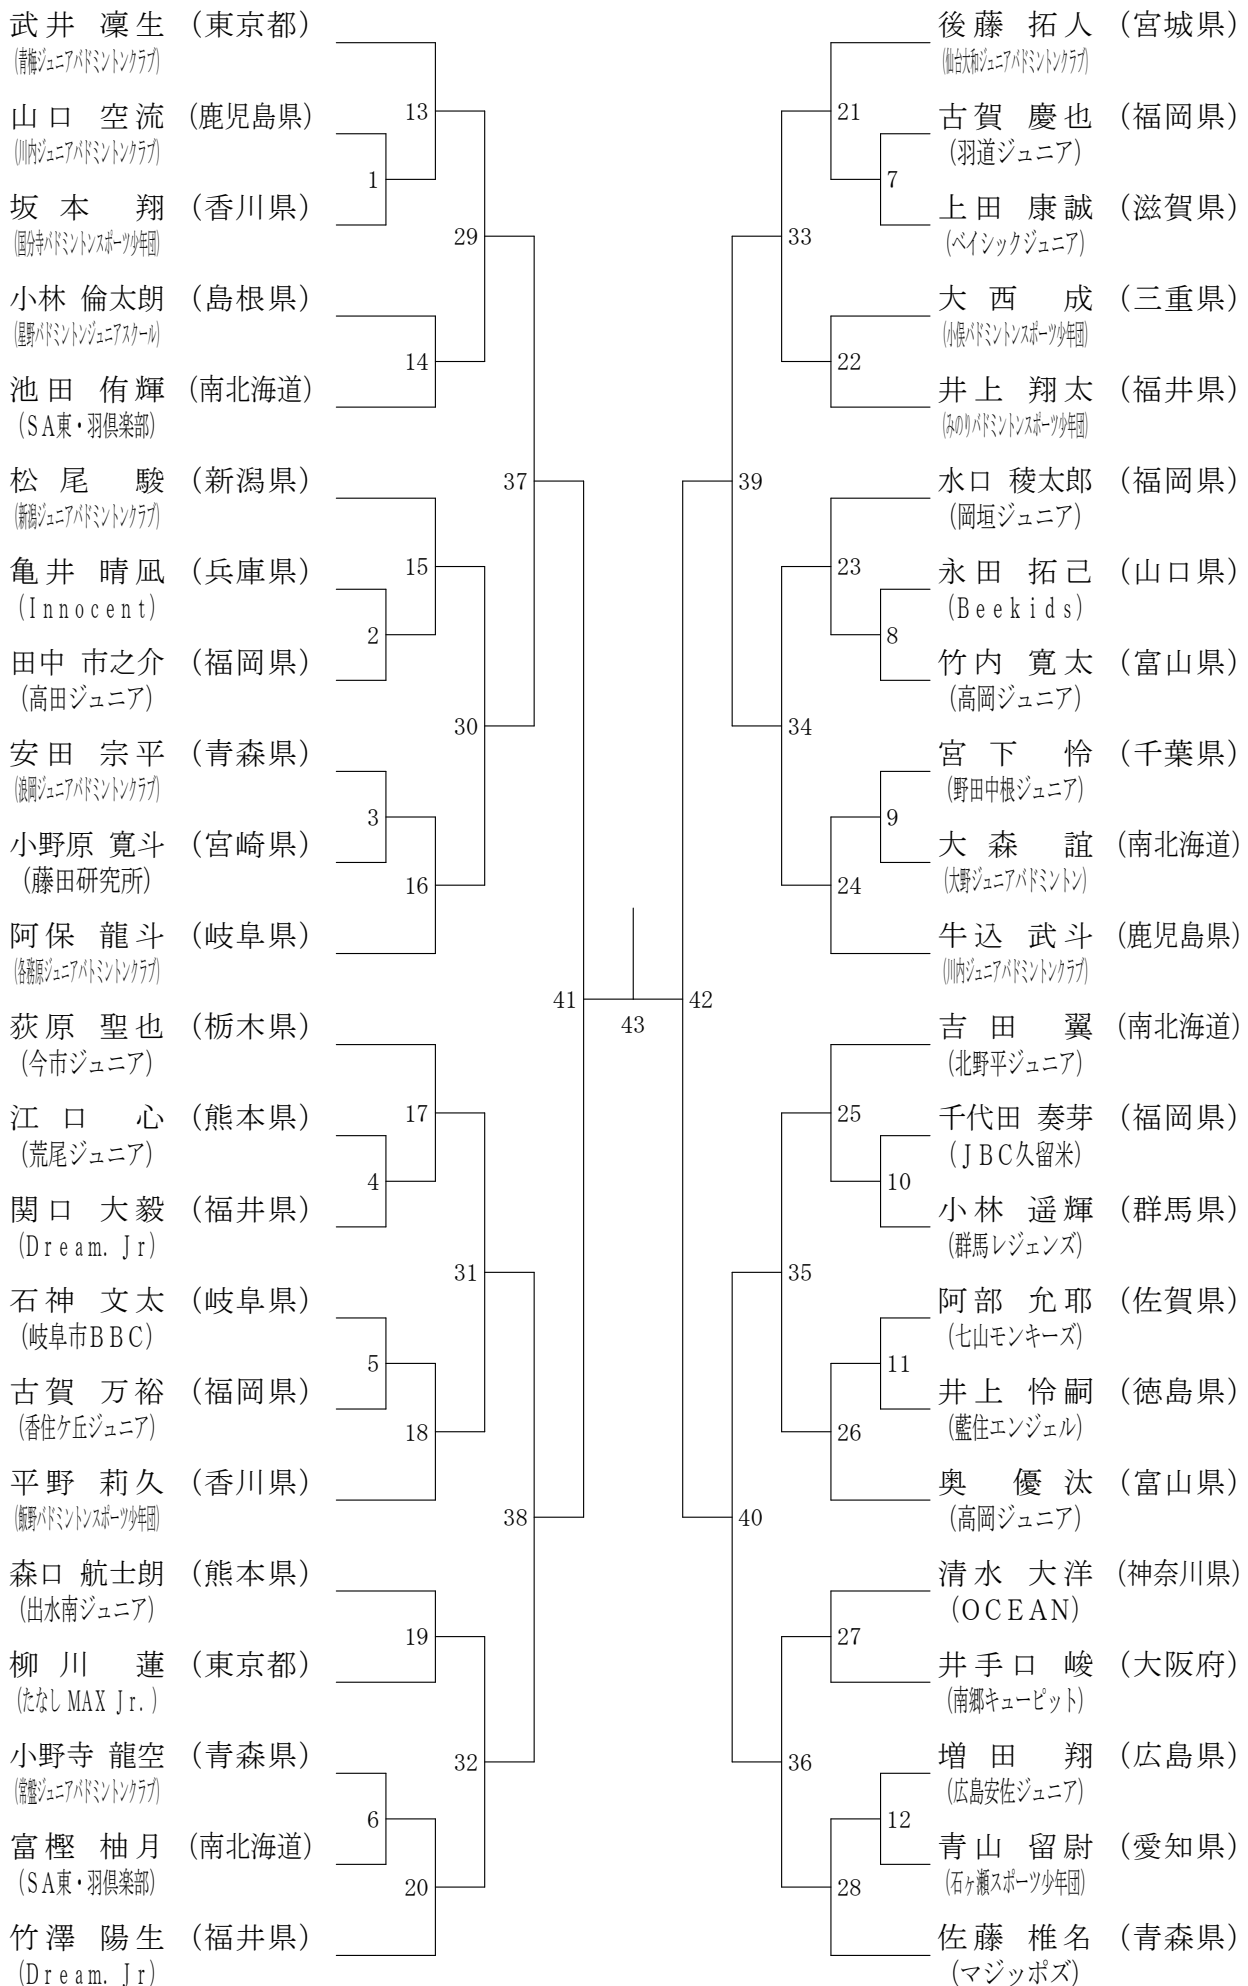 武井 凜生 (東京都)
(青梅ジュニアバドミントンクラブ)
13
山口 空流 (鹿児島県)
(川内ジュニアバドミントンクラブ)
1
坂本 翔 (香川県)
(国分寺バドミントンスポーツ少年団)
29
小林 倫太朗 (島根県)
(星野バドミントンジュニアスクール)
14
池田 侑輝 (南北海道)
(SA東・羽倶楽部)
松尾 駿 (新潟県)
(新潟ジュニアバドミントンクラブ)
37
亀井 晴凪 (兵庫県)
(Innocent)
15
2
田中 市之介 (福岡県)
(高田ジュニア)
30
安田 宗平 (青森県)
(浪岡ジュニアバドミントンクラブ)
3
小野原 寛斗 (宮崎県)
(藤田研究所)
16
阿保 龍斗 (岐阜県)
(各務原ジュニアバトミントンクラブ)
41
43
荻原 聖也 (栃木県)
(今市ジュニア)
17
江口 心 (熊本県)
(荒尾ジュニア)
4
関口 大毅 (福井県)
(Dream. Jr)
31
石神 文太 (岐阜県)
(岐阜市BBC)
5
古賀 万裕 (福岡県)
(香住ケ丘ジュニア)
18
平野 莉久 (香川県)
(飯野バドミントンスポーツ少年団)
38
森口 航士朗 (熊本県)
(出水南ジュニア)
19
柳川 蓮 (東京都)
(たなし MAX Jr.)
32
小野寺 龍空 (青森県)
(常盤ジュニアバドミントンクラブ)
6
富樫 柚月 (南北海道)
(SA東・羽倶楽部)
20
竹澤 陽生 (福井県)
(Dream. Jr)
後藤 拓人 (宮城県)
(仙台大和ジュニアバドミントンクラブ)
21
古賀 慶也 (福岡県)
(羽道ジュニア)
7
上田 康誠 (滋賀県)
(ベイシックジュニア)
33
大西 成 (三重県)
(小俣バドミントンスポーツ少年団)
22
井上 翔太 (福井県)
(みのりバドミントンスポーツ少年団)
39
水口 稜太郎 (福岡県)
(岡垣ジュニア)
23
永田 拓己 (山口県)
(Beekids)
8
竹内 寛太 (富山県)
(高岡ジュニア)
34
宮下 怜 (千葉県)
(野田中根ジュニア)
9
大森 誼 (南北海道)
(大野ジュニアバドミントン)
24
牛込 武斗 (鹿児島県)
(川内ジュニアバドミントンクラブ)
42
吉田 翼 (南北海道)
(北野平ジュニア)
25
千代田 奏芽 (福岡県)
(JBC久留米)
10
小林 遥輝 (群馬県)
(群馬レジェンズ)
35
阿部 允耶 (佐賀県)
(七山モンキーズ)
11
井上 怜嗣 (徳島県)
(藍住エンジェル)
26
奥 優汰 (富山県)
(高岡ジュニア)
40
清水 大洋 (神奈川県)
(OCEAN)
27
井手口 峻 (大阪府)
(南郷キューピット)
36
増田 翔 (広島県)
(広島安佐ジュニア)
12
青山 留尉 (愛知県)
(石ヶ瀬スポーツ少年団)
28
佐藤 椎名 (青森県)
(マジッポズ)